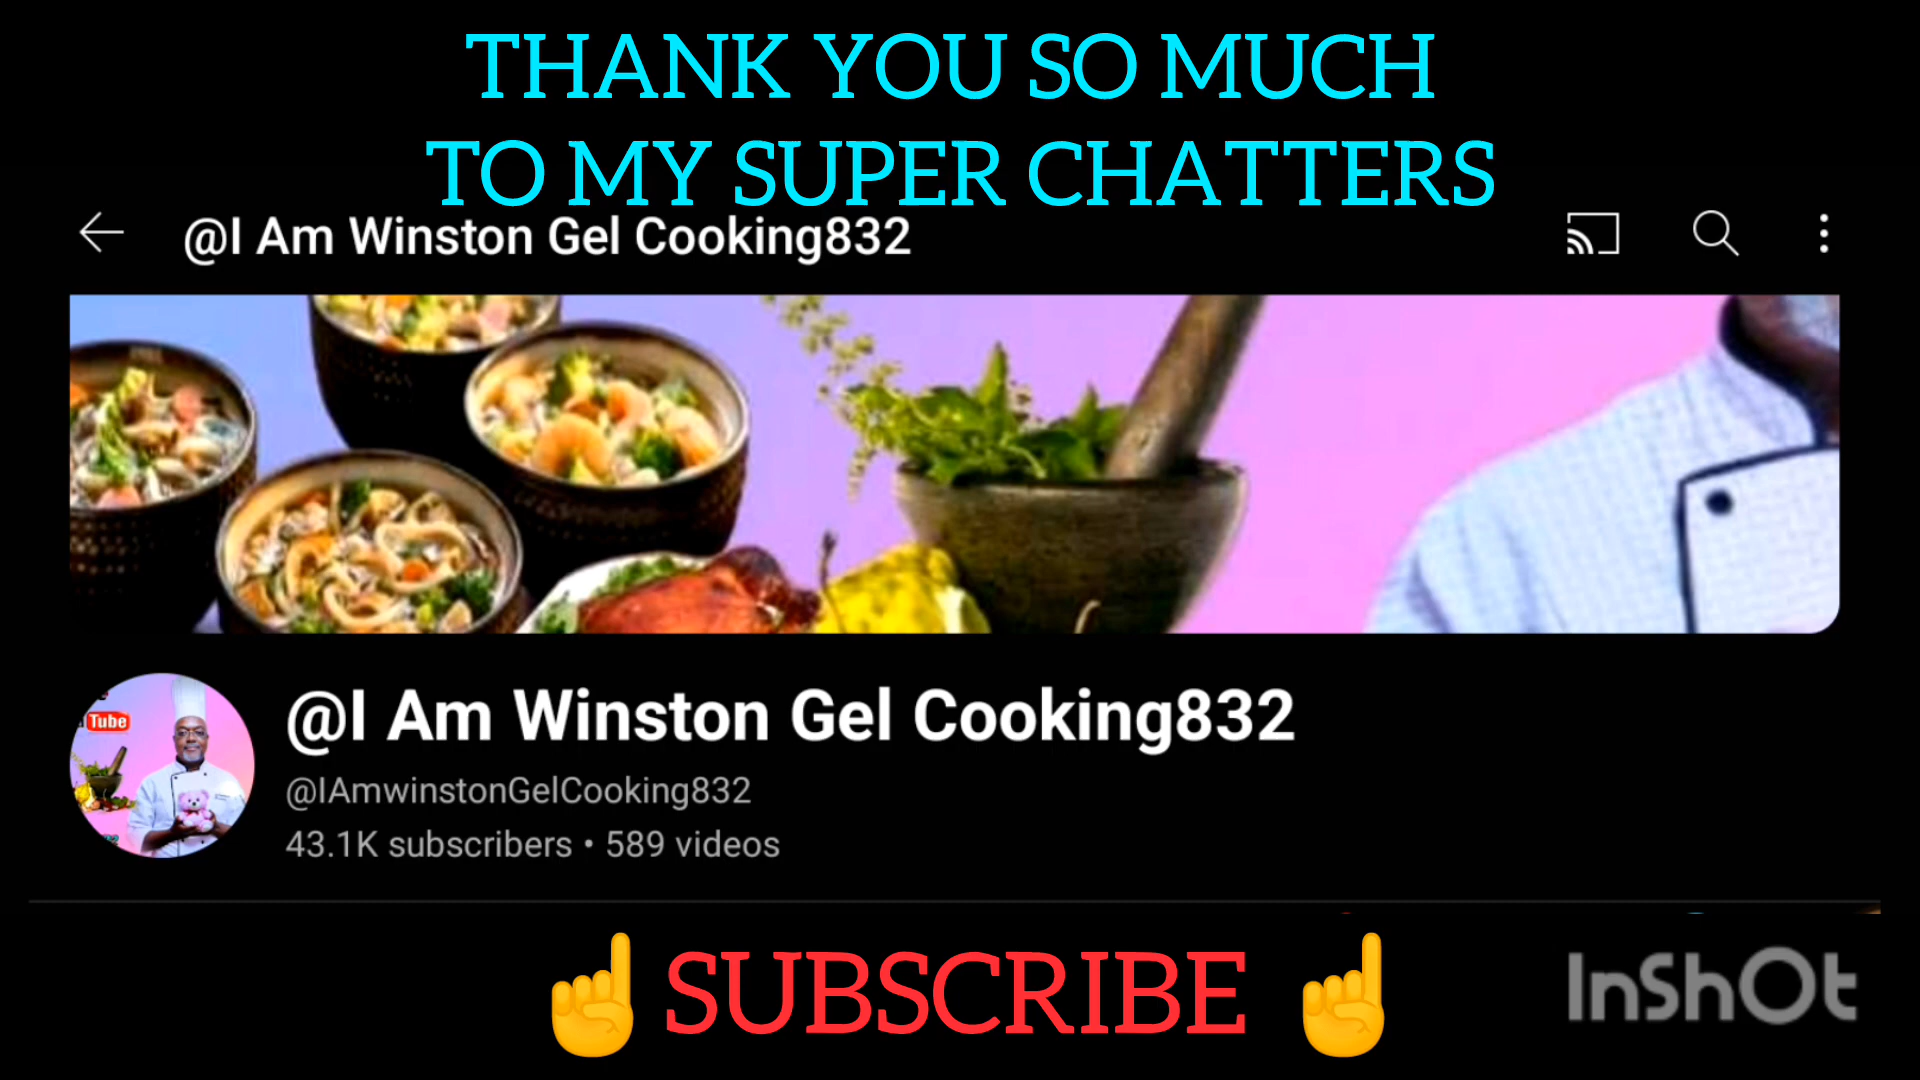 THANK YOU SO MUCH
TO MY SUPER CHATTERS
@I Am Winston Gel Cooking832
Tube
@I Am Winston Gel Cooking832
@IAmwinstonGelCooking832
43.1K subscribers • 589 videos
☝SUBSCRIBE ☝
InShOt